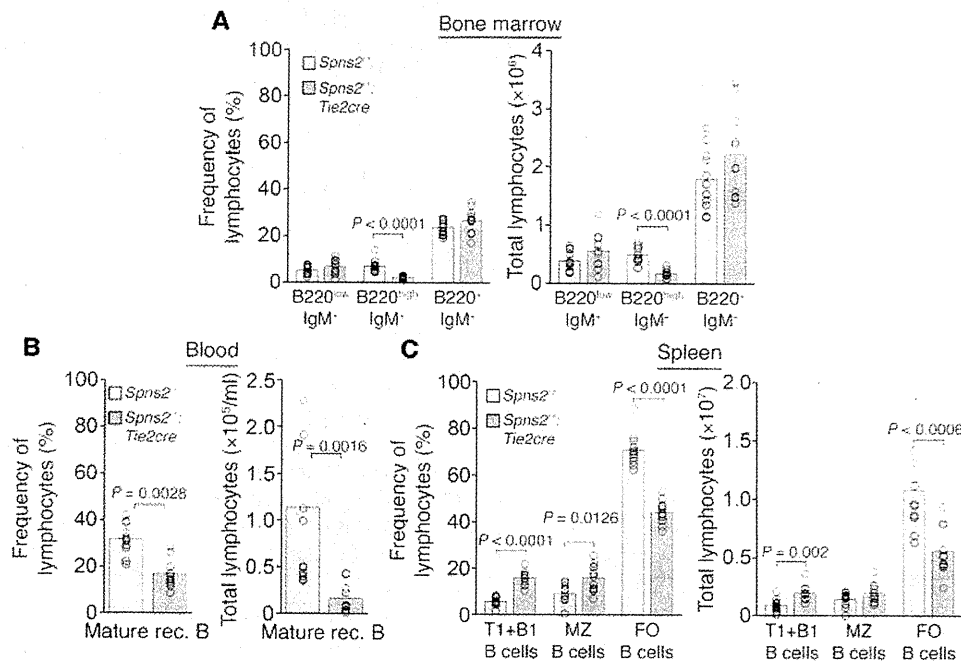 A
Bone marrow
Frequency of
lymphocytes (%)
100
80
60
40
20
0
Spns2
Spns2
Tie2cre
P < 0.0001
B220low
IgM+
B220high
IgM+
B220+
IgM-
Total lymphocytes (×10⁶)
4
3
2
1
0
P < 0.0001
B220low
IgM+
B220high
IgM+
B220+
IgM-
B
Blood
Frequency of
lymphocytes (%)
100
80
60
40
20
0
Spns2
Spns2
Tie2cre
P = 0.0028
Mature rec. B
Total lymphocytes (×10⁵/ml)
2.5
2.0
1.5
1.0
0.5
0
P = 0.0016
Mature rec. B
C
Spleen
Frequency of
lymphocytes (%)
100
80
60
40
20
0
Spns2
Spns2
Tie2cre
P < 0.0001
P = 0.0126
P < 0.0001
T1+B1
B cells
MZ
B cells
FO
B cells
Total lymphocytes (×10⁷)
2.0
1.5
1.0
0.5
0
P = 0.002
P < 0.0006
T1+B1
B cells
MZ
B cells
FO
B cells